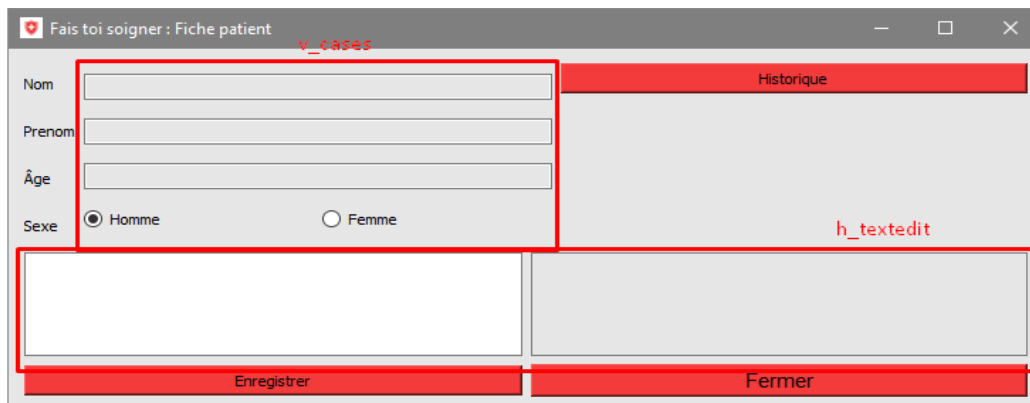 Fais toi soigner : Fiche patient
v_cases
Nom
Historique
Prenom
Âge
Sexe
Homme
Femme
h_textedit
Enregistrer
Fermer